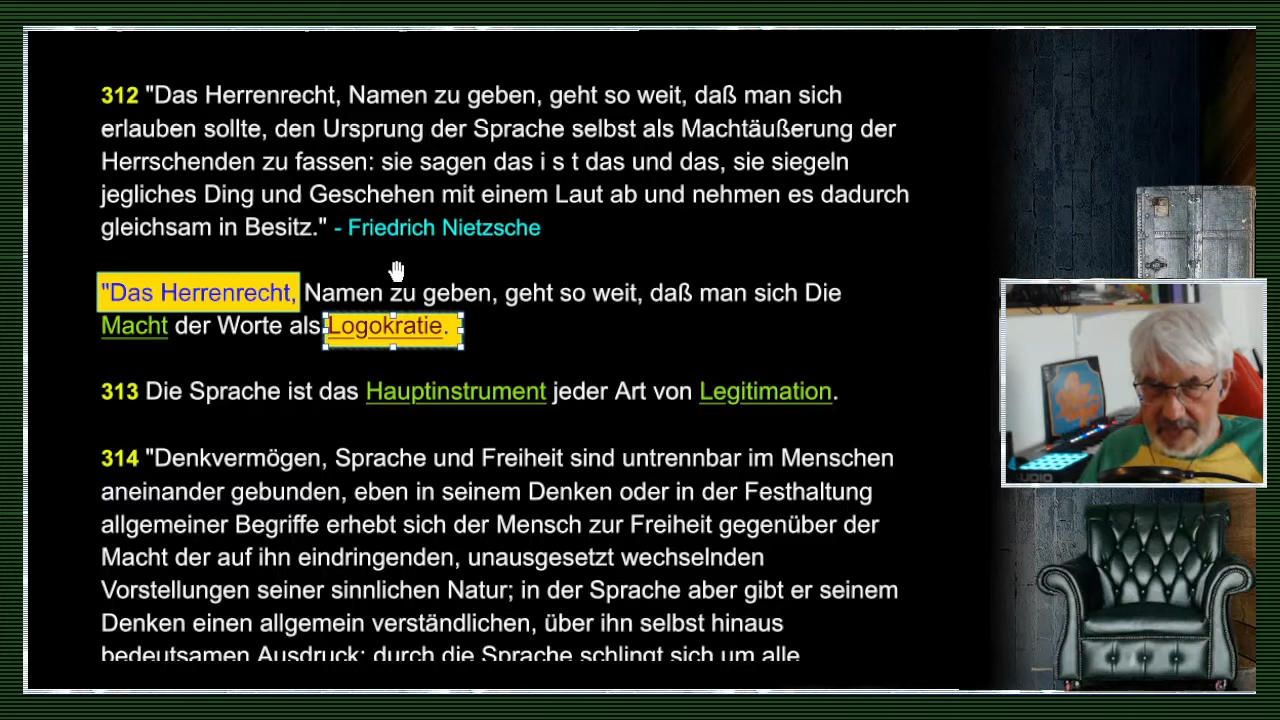 312 "Das Herrenrecht, Namen zu geben, geht so weit, daß man sich
erlauben sollte, den Ursprung der Sprache selbst als Machtäußerung der
Herrschenden zu fassen: sie sagen das i s t das und das, sie siegeln
jegliches Ding und Geschehen mit einem Laut ab und nehmen es dadurch
gleichsam in Besitz." - Friedrich Nietzsche
"Das Herrenrecht, Namen zu geben, geht so weit, daß man sich Die
Macht der Worte als Logokratie.
313 Die Sprache ist das Hauptinstrument jeder Art von Legitimation.
314 "Denkvermögen, Sprache und Freiheit sind untrennbar im Menschen
aneinander gebunden, eben in seinem Denken oder in der Festhaltung
allgemeiner Begriffe erhebt sich der Mensch zur Freiheit gegenüber der
Macht der auf ihn eindringenden, unausgesetzt wechselnden
Vorstellungen seiner sinnlichen Natur; in der Sprache aber gibt er seinem
Denken einen allgemein verständlichen, über ihn selbst hinaus
bedeutsamen Ausdruck; durch die Sprache schlingt sich um alle
UDIO